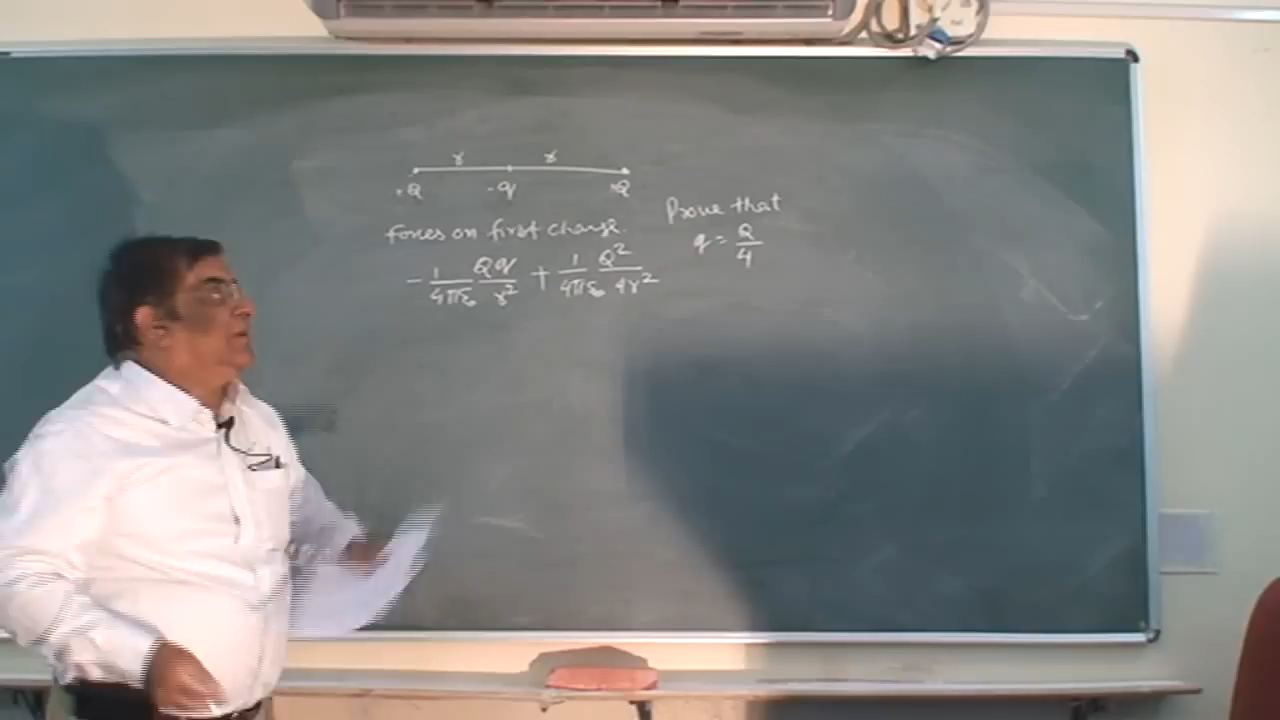 r r
+Q -q +Q
Forces on first charge.
- 1/4πε₀ Qq/r² + 1/4πε₀ Q²/4r²
Prove that
q = Q/4